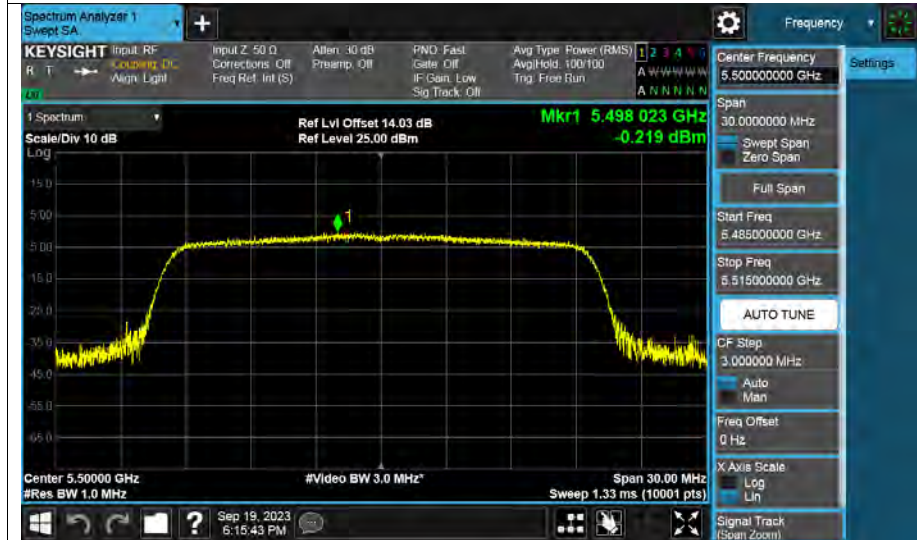 Spectrum Analyzer 1
Swept SA
+
Frequency
KEYSIGHT
R T
Input: RF
Coupling: DC
Align: Light
Input Z: 50 Ω
Corrections: Off
Freq Ref: Int (S)
Atten: 30 dB
Preamp: Off
PNO: Fast
Gate: Off
IF Gain: Low
Sig Track: Off
Avg Type: Power (RMS)
Avg|Hold: 100/100
Trig: Free Run
1 2 3 4 5 6
A W W W W W
A N N N N N
1 Spectrum
Scale/Div 10 dB
Log
Ref Lvl Offset 14.03 dB
Ref Level 25.00 dBm
Mkr1 5.498 023 GHz
-0.219 dBm
15.0
5.00
-5.00
-15.0
-25.0
-35.0
-45.0
-55.0
-65.0
1
Center 5.50000 GHz
#Res BW 1.0 MHz
#Video BW 3.0 MHz*
Span 30.00 MHz
Sweep 1.33 ms (10001 pts)
?
Sep 19, 2023
6:15:43 PM
Center Frequency
5.500000000 GHz
Settings
Span
30.0000000 MHz
Swept Span
Zero Span
Full Span
Start Freq
5.485000000 GHz
Stop Freq
5.515000000 GHz
AUTO TUNE
CF Step
3.000000 MHz
Auto
Man
Freq Offset
0 Hz
X Axis Scale
Log
Lin
Signal Track
(Span Zoom)